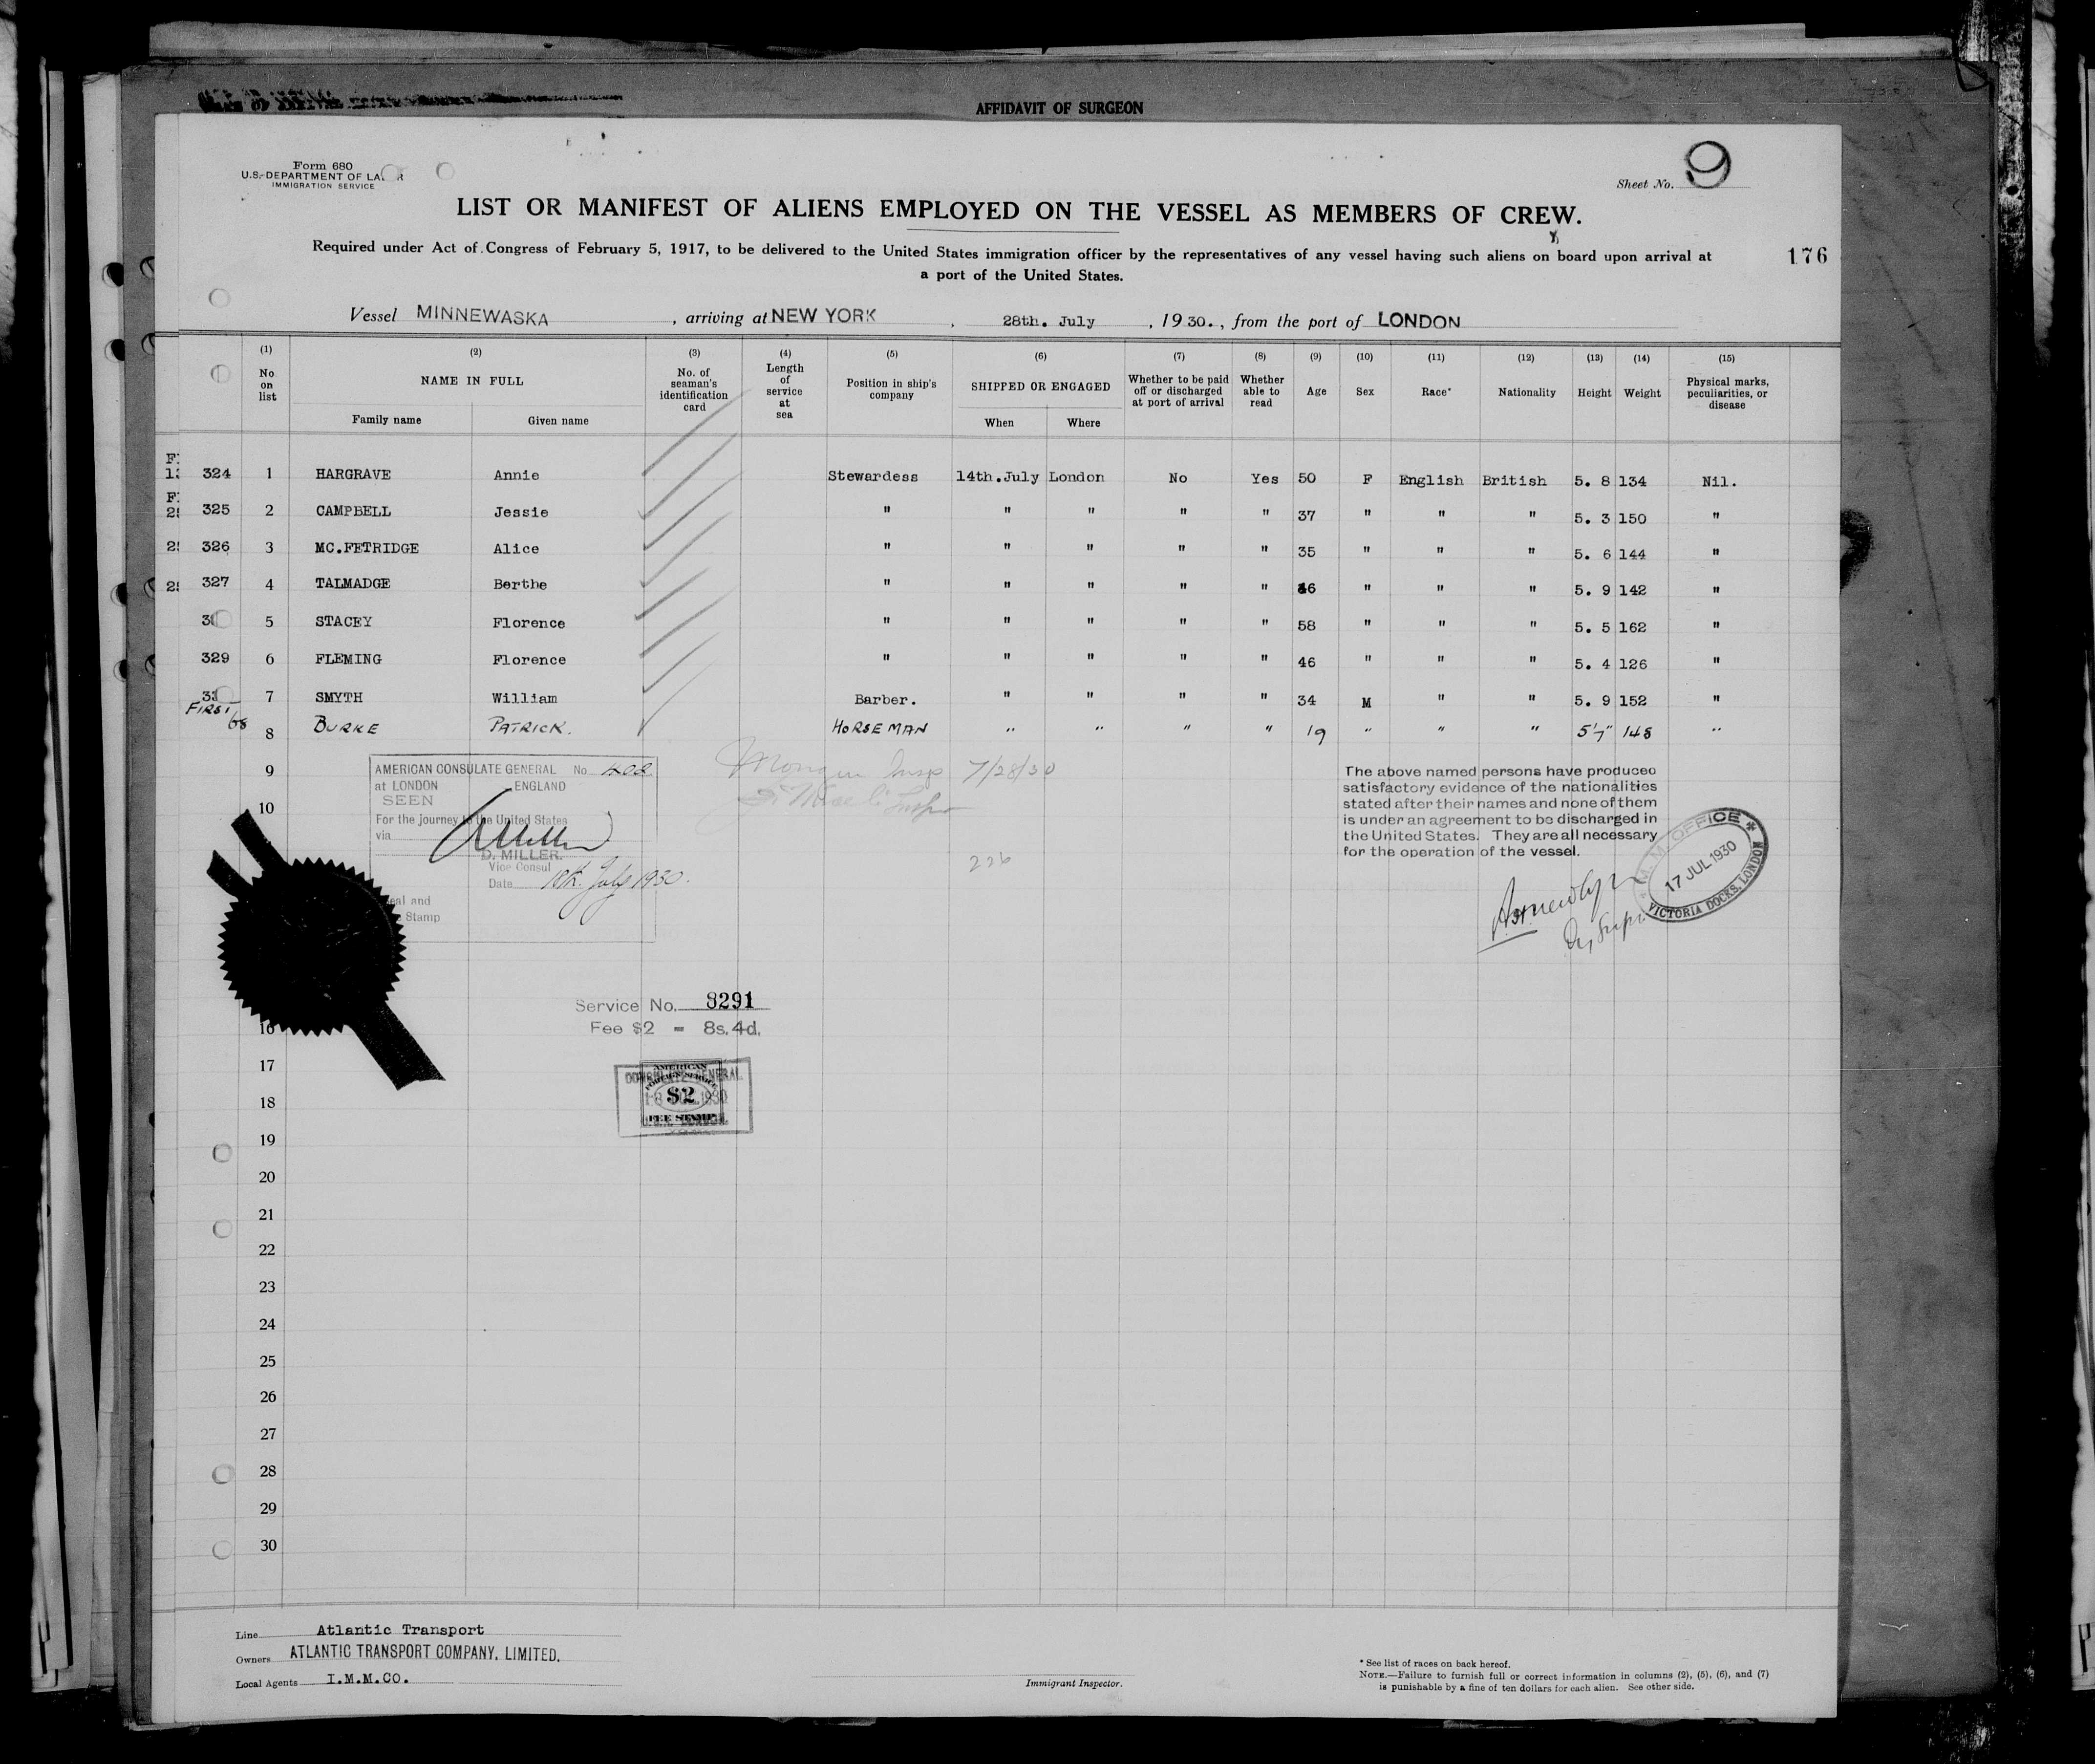 AFFIDAVIT OF SURGEON
Form 680
U.S. DEPARTMENT OF LA R
IMMIGRATION SERVICE
Sheet No. 9
LIST OR MANIFEST OF ALIENS EMPLOYED ON THE VESSEL AS MEMBERS OF CREW.
Required under Act of Congress of February 5, 1917, to be delivered to the United States immigration officer by the representatives of any vessel having such aliens on board upon arrival at
a port of the United States.
176
Vessel MINNEWASKA, arriving at NEW YORK, 28th. July, 1930., from the port of LONDON
(1) (2) (3) (4) (5) (6) (7) (8) (9) (10) (11) (12) (13) (14) (15)
No on list NAME IN FULL No. of seaman's identification card Length of service at sea Position in ship's company SHIPPED OR ENGAGED Whether to be paid off or discharged at port of arrival Whether able to read Age Sex Race* Nationality Height Weight Physical marks, peculiarities, or disease
Family name Given name When Where
324 1 HARGRAVE Annie Stewardess 14th.July London No Yes 50 F English British 5. 8 134 Nil.
325 2 CAMPBELL Jessie " " " " " 37 " " " 5. 3 150 "
326 3 MC.FETRIDGE Alice " " " " " 35 " " " 5. 6 144 "
327 4 TALMADGE Berthe " " " " " 46 " " " 5. 9 142 "
5 STACEY Florence " " " " " 58 " " " 5. 5 162 "
329 6 FLEMING Florence " " " " " 46 " " " 5. 4 126 "
7 SMYTH William Barber. " " " " 34 M " " 5. 9 152 "
FIRST 8 BURKE PATRICK. HORSEMAN " " " " 19 " " " 5'7" 148 "
9
10
AMERICAN CONSULATE GENERAL No
at LONDON ENGLAND
SEEN
For the journey to the United States
via
D. MILLER.
Vice Consul
Date 18th July 1930.
eal and
Stamp
7/28/30
226
The above named persons have produced
satisfactory evidence of the nationalities
stated after their names and none of them
is under an agreement to be discharged in
the United States. They are all necessary
for the operation of the vessel.
M. M. OFFICE
17 JUL 1930
VICTORIA DOCKS, LONDON
Service No. 8291
Fee $2 = 8s. 4d.
AMERICAN
FOREIGN SERVICE
$2
FEE STAMP
16
17
18
19
20
21
22
23
24
25
26
27
28
29
30
Line Atlantic Transport
Owners ATLANTIC TRANSPORT COMPANY, LIMITED.
Local Agents I.M.M.CO.
Immigrant Inspector.
* See list of races on back hereof.
NOTE.—Failure to furnish full or correct information in columns (2), (5), (6), and (7)
is punishable by a fine of ten dollars for each alien. See other side.